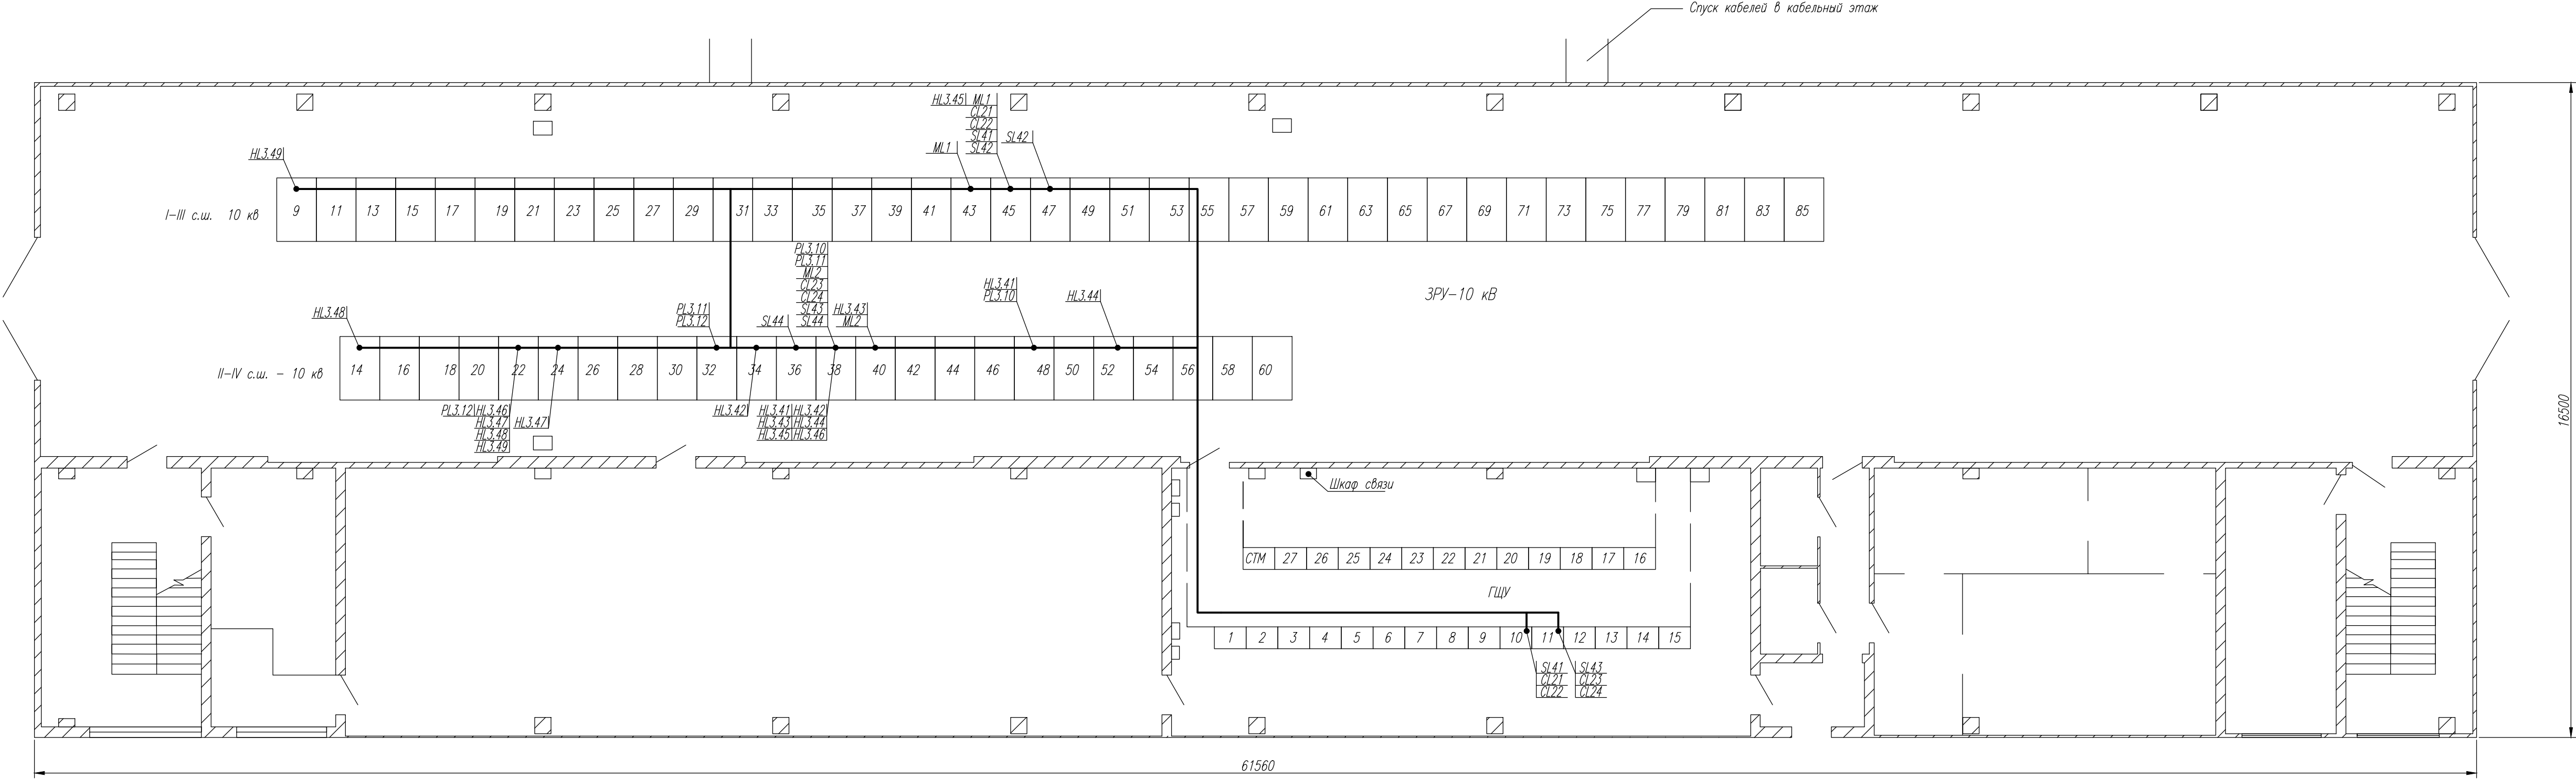 Спуск кабелей в кабельный этаж
HL3.45 ML1
CL21
CL22
SL41
SL42
ML1
SL42
HL3.49
I-III с.ш. 10 кв
9 11 13 15 17 19 21 23 25 27 29 31 33 35 37 39 41 43 45 47 49 51 53 55 57 59 61 63 65 67 69 71 73 75 77 79 81 83 85
PL3.10
PL3.11
ML2
CL23
CL24
SL43
SL44
HL3.41
PL3.10
HL3.44
ЗРУ-10 кВ
HL3.48
PL3.11
PL3.12
SL44
HL3.43
ML2
II-IV с.ш. - 10 кв
14 16 18 20 22 24 26 28 30 32 34 36 38 40 42 44 46 48 50 52 54 56 58 60
PL3.12 HL3.46
HL3.47
HL3.48
HL3.49
HL3.47
HL3.42
HL3.41 HL3.42
HL3.43 HL3.44
HL3.45 HL3.46
16500
Шкаф связи
СТМ 27 26 25 24 23 22 21 20 19 18 17 16
ГЩУ
1 2 3 4 5 6 7 8 9 10 11 12 13 14 15
SL41
CL21
CL22
SL43
CL23
CL24
61560